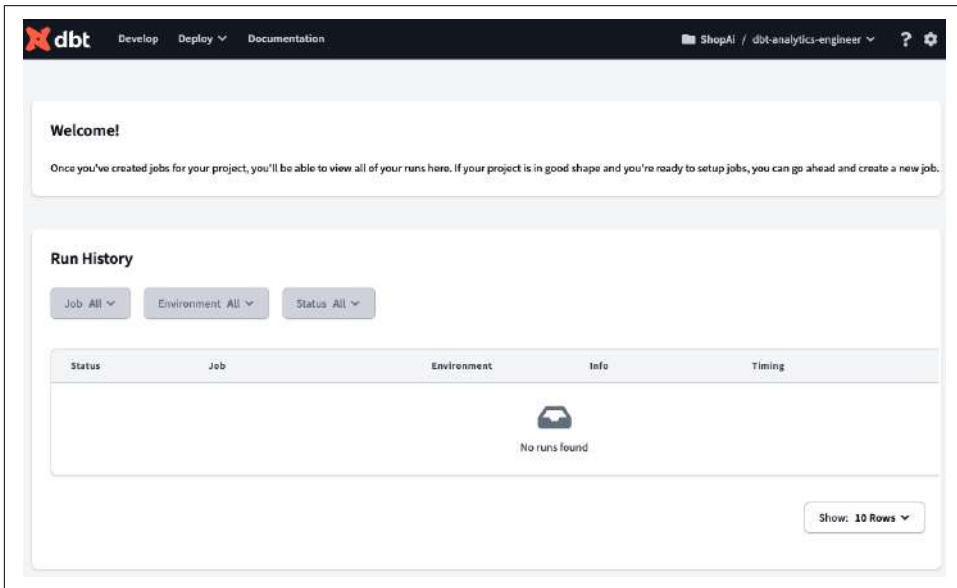 dbt Develop Deploy Documentation ShopAi / dbt-analytics-engineer ?
Welcome!
Once you've created jobs for your project, you'll be able to view all of your runs here. If your project is in good shape and you're ready to setup jobs, you can go ahead and create a new job.
Run History
Job All Environment All Status All
Status Job Environment Info Timing
No runs found
Show: 10 Rows